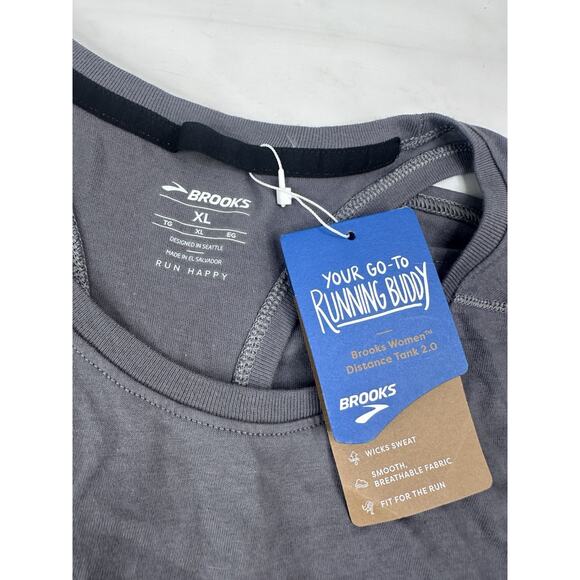 BROOKS
XL
TG XL EG
DESIGNED IN SEATTLE
MADE IN EL SALVADOR
RUN HAPPY
YOUR GO-TO
RUNNING BUDDY
Brooks Women™
Distance Tank 2.0
BROOKS
WICKS SWEAT
SMOOTH,
BREATHABLE FABRIC
FIT FOR THE RUN